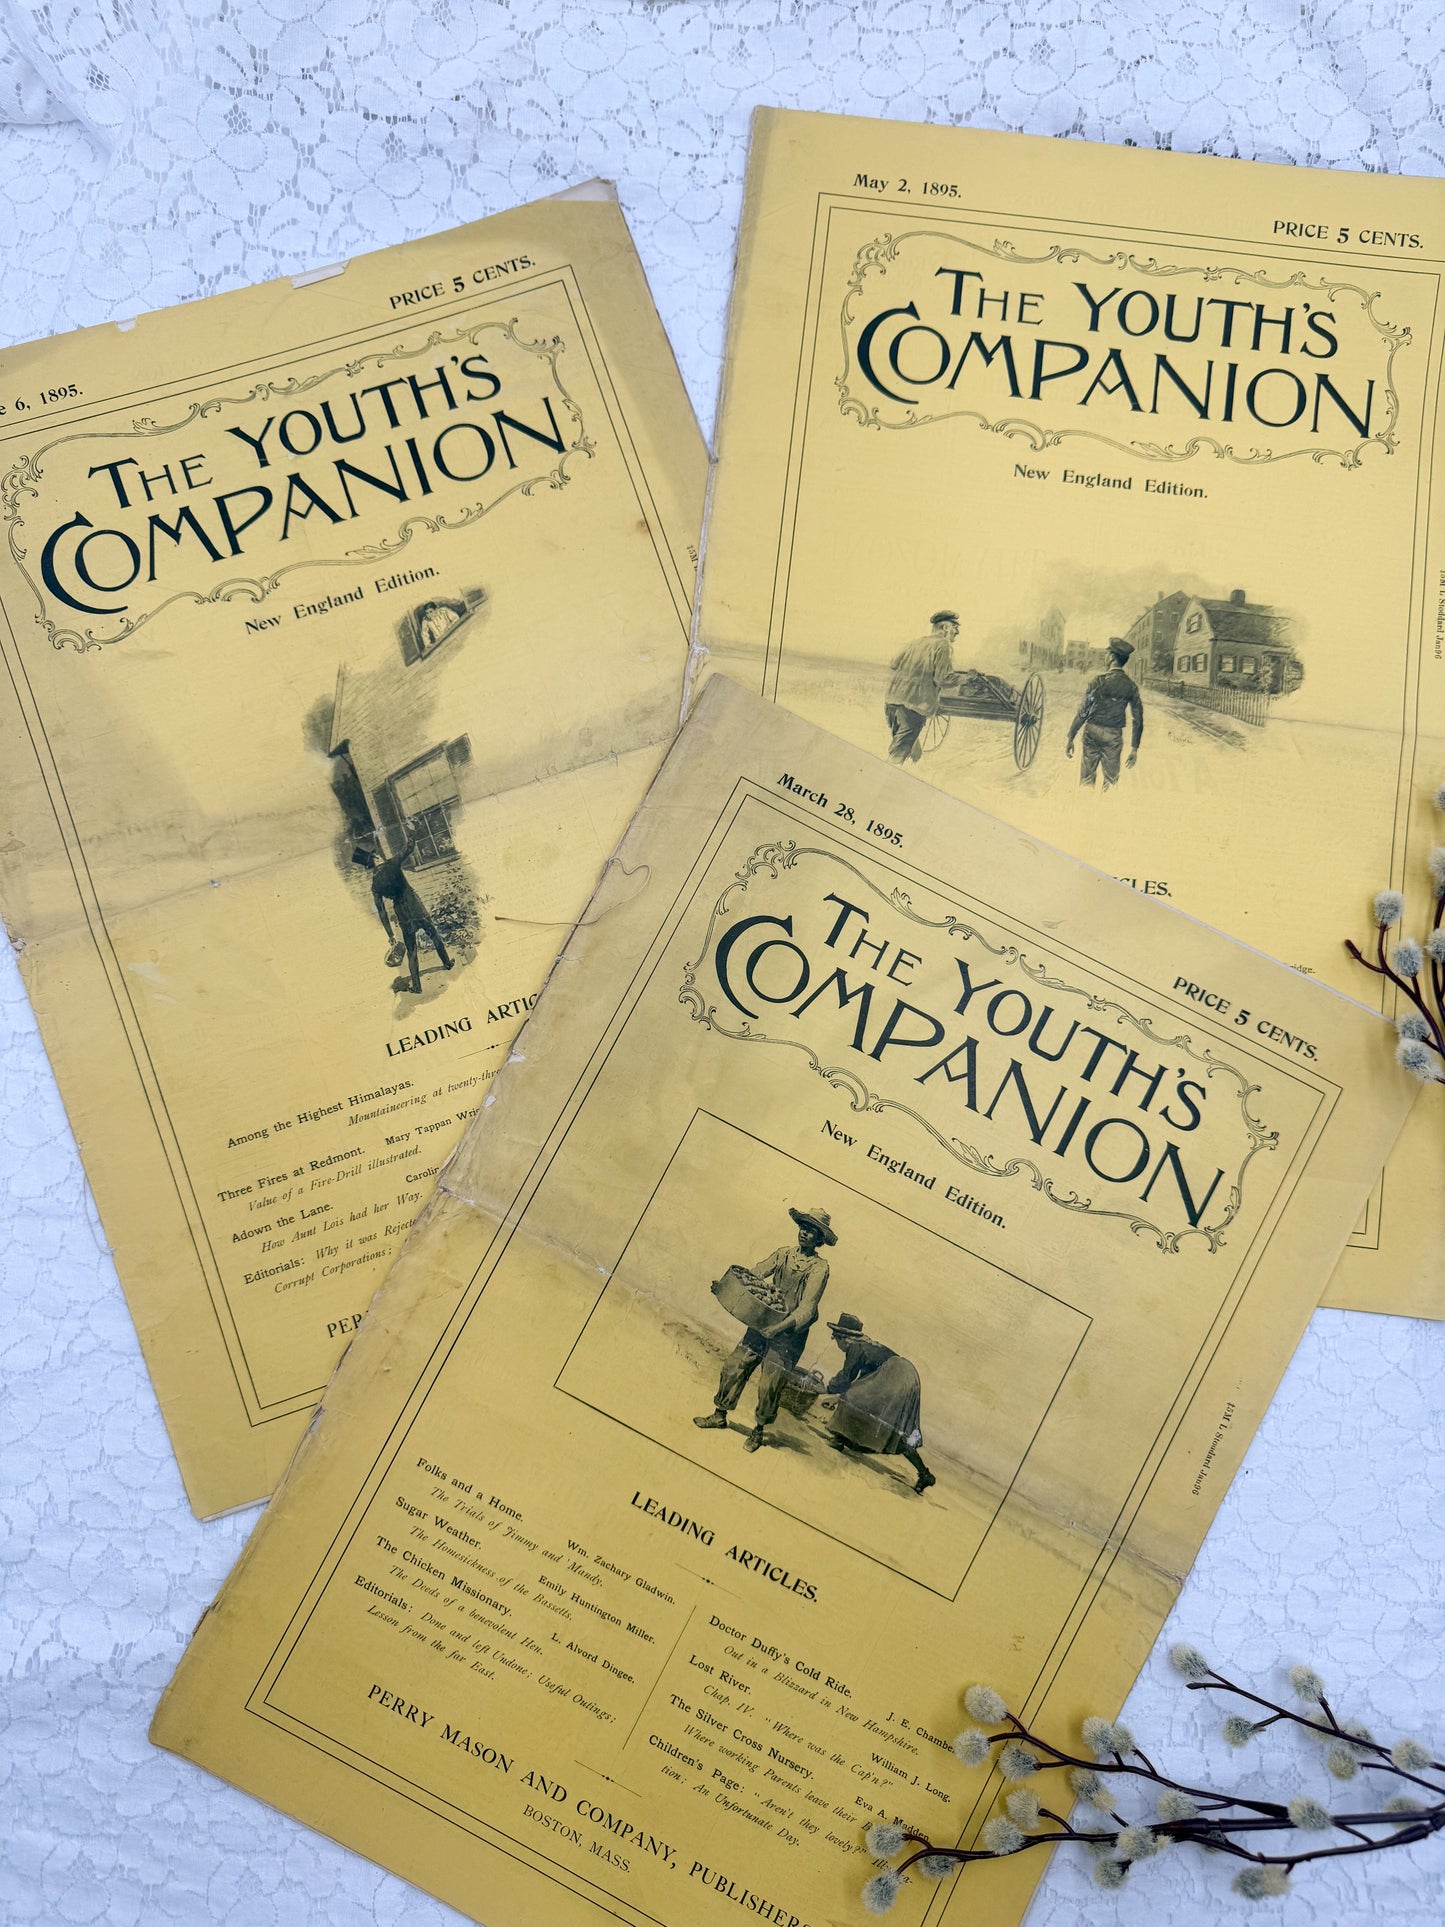 6, 1895.
PRICE 5 CENTS.
THE YOUTH'S
COMPANION
New England Edition.
LEADING
Among the Highest Himalayas.
Mountaineering at
Three Fires at Redmont. Mary Tappan
Value of a Fire-Drill illustrated.
Adown the Lane.
How Aunt Lois had her Way.
Editorials: Why it was
Corrupt Corporations;
May 2, 1895.
PRICE 5 CENTS.
THE YOUTH'S
COMPANION
New England Edition.
March 28, 1895.
PRICE 5 CENTS.
THE YOUTH'S
COMPANION
New England Edition.
45M L Stoddard Jan96
LEADING ARTICLES.
Folks and a Home. Wm. Zachary Gladwin.
The Trials of Jimmy and 'Mandy.
Sugar Weather. Emily Huntington Miller.
The Homesickness of the Bassetts.
The Chicken Missionary. L. Alvord Dingee.
The Deeds of a benevolent Hen.
Editorials: Done and left Undone; Useful Outings;
Lesson from the far East.
Doctor Duffy's Cold Ride. J. E.
Out in a Blizzard in New Hampshire.
Lost River. William J. Long.
Chap. IV. "Where was the Cap'n?"
The Silver Cross Nursery. Eva A. Madden.
Where working Parents leave their
Children's Page: "Aren't they lovely?"
tion; An Unfortunate Day.
PERRY MASON AND COMPANY, PUBLISHERS
BOSTON, MASS.